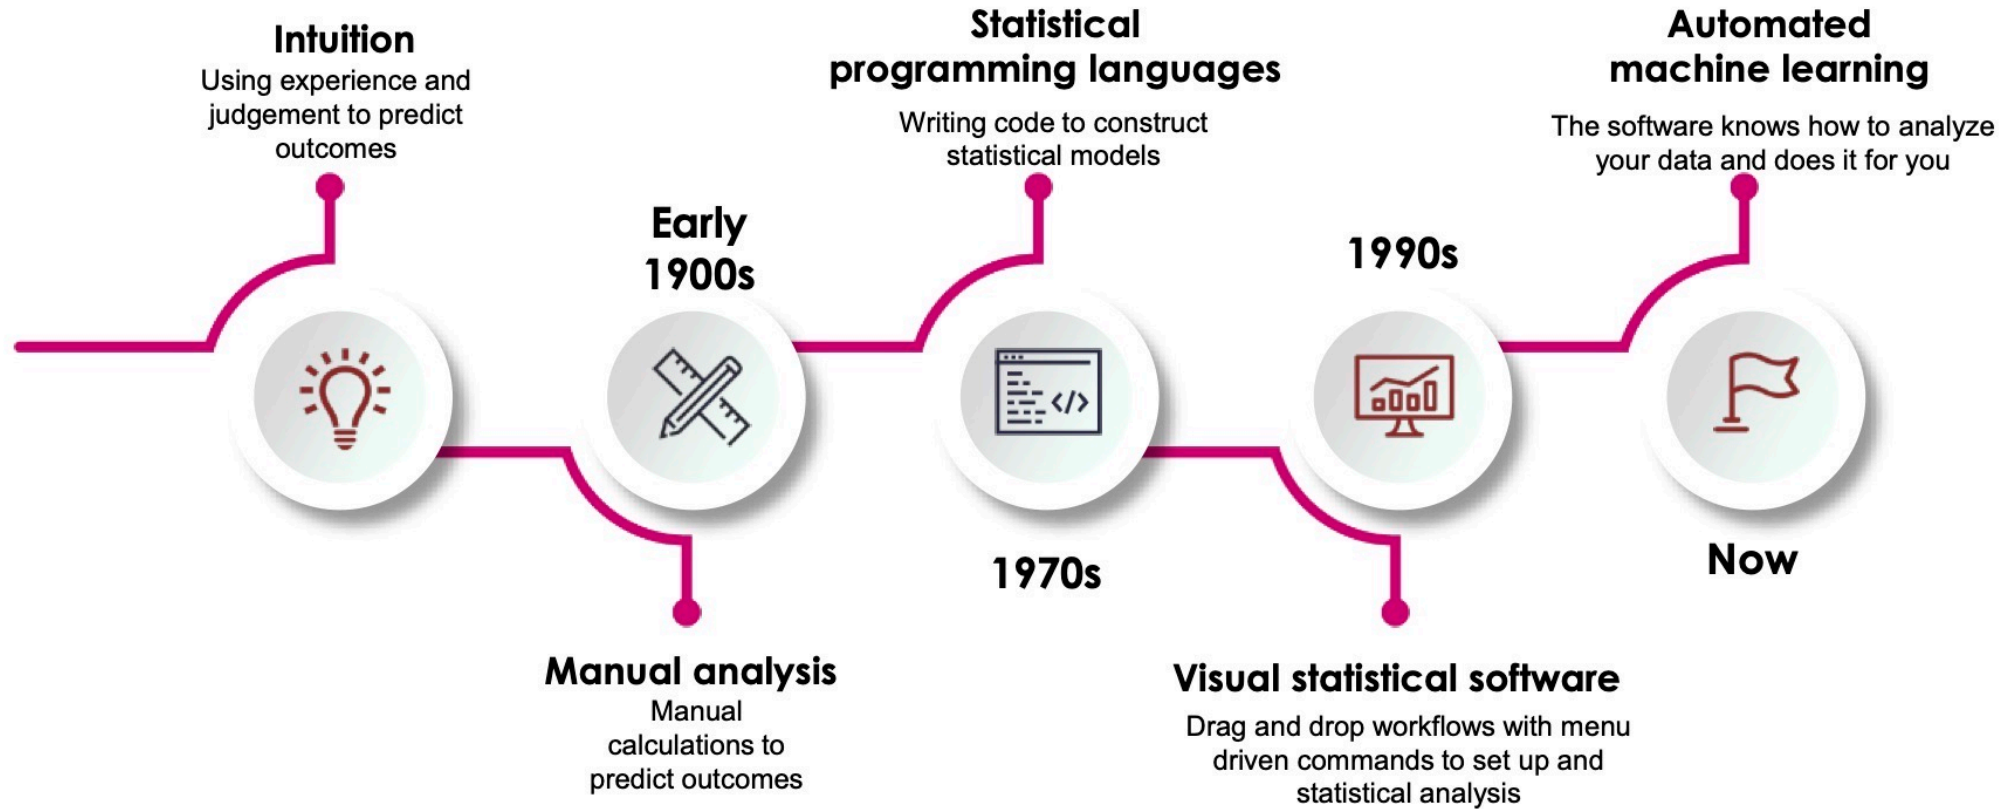 Intuition
Using experience and
judgement to predict
outcomes
Early
1900s
Manual analysis
Manual
calculations to
predict outcomes
Statistical
programming languages
Writing code to construct
statistical models
</>
1970s
1990s
Visual statistical software
Drag and drop workflows with menu
driven commands to set up and
statistical analysis
Automated
machine learning
The software knows how to analyze
your data and does it for you
Now